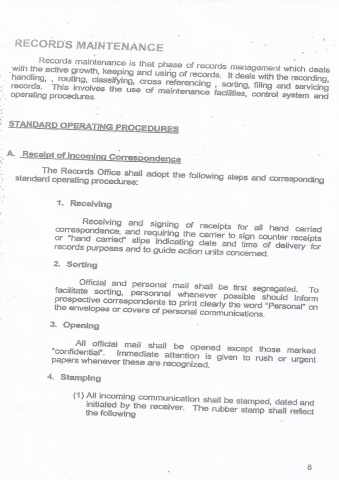 RECORDS MAINTENANCE
Records maintenance is that phase of records management which deals
with the active growth, keeping and using of records. It deals with the recording,
handling, , routing, classifying, cross referencing , sorting, filing and servicing
records. This involves the use of maintenance facilities, control system and
operating procedures.
STANDARD OPERATING PROCEDURES
A. Receipt of Incoming Correspondence
The Records Office shall adopt the following steps and corresponding
standard operating procedures:
1. Receiving
Receiving and signing of receipts for all hand carried
correspondence, and requiring the carrier to sign counter receipts
or "hand carried" slips indicating date and time of delivery for
records purposes and to guide action units concerned.
2. Sorting
Official and personal mail shall be first segregated. To
facilitate sorting, personnel whenever possible should inform
prospective correspondents to print clearly the word "Personal" on
the envelopes or covers of personal communications.
3. Opening
All official mail shall be opened except those marked
"confidential". Immediate attention is given to rush or urgent
papers whenever these are recognized.
4. Stamping
(1) All incoming communication shall be stamped, dated and
initialed by the receiver. The rubber stamp shall reflect
the following
8